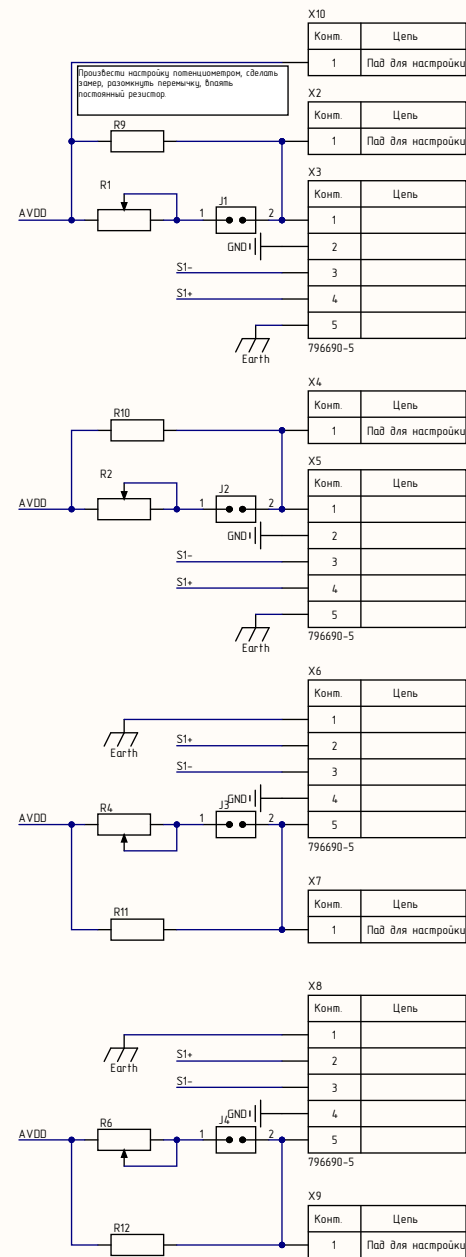 X10
Конт. Цепь
1 Пад для настройки
Произвести настройку потенциометром, сделать
замер, разомкнуть перемычку, впаять
постоянный резистор.
X2
Конт. Цепь
R9
1 Пад для настройки
X3
Конт. Цепь
R1
J1
AVDD
1 2
1
GND
2
S1-
3
S1+
4
5
Earth
796690-5
X4
Конт. Цепь
R10
1 Пад для настройки
X5
Конт. Цепь
R2
J2
AVDD
1 2
1
GND
2
S1-
3
S1+
4
5
Earth
796690-5
X6
Конт. Цепь
1
Earth
S1+
2
S1-
3
R4
J3
GND
4
AVDD
1 2
5
796690-5
X7
Конт. Цепь
R11
1 Пад для настройки
X8
Конт. Цепь
1
Earth
S1+
2
S1-
3
R6
J4
GND
4
AVDD
1 2
5
796690-5
X9
Конт. Цепь
R12
1 Пад для настройки